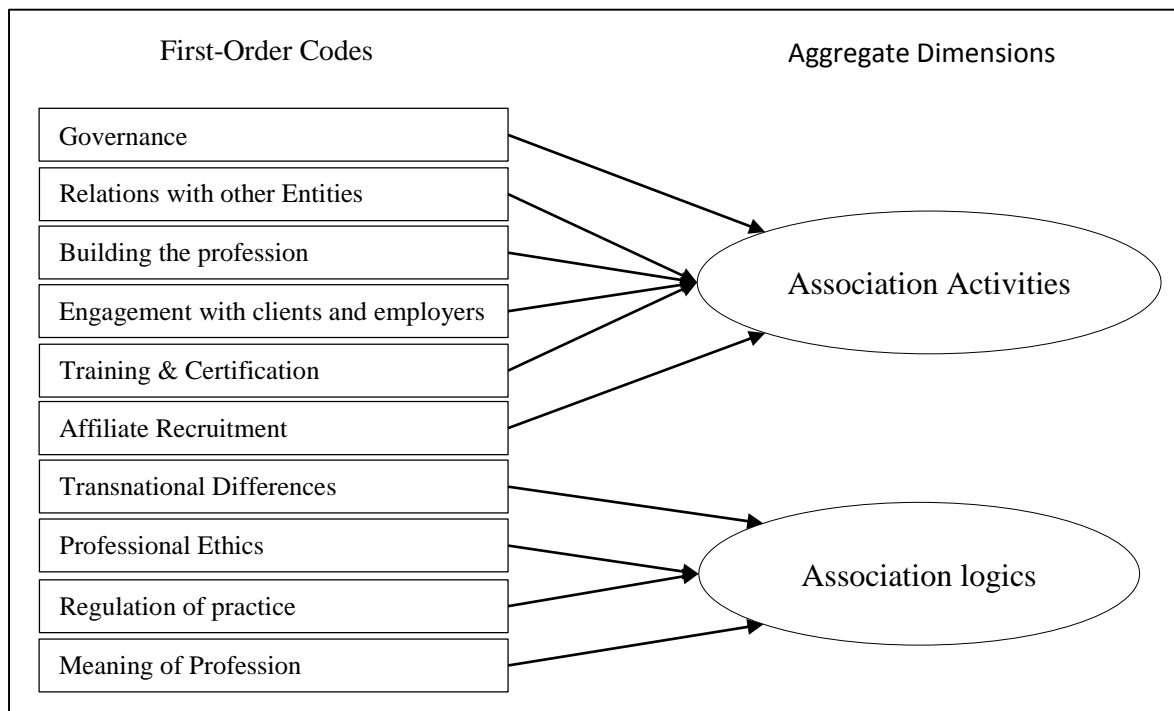 First-Order Codes
Aggregate Dimensions
Governance
Relations with other Entities
Building the profession
Engagement with clients and employers
Training & Certification
Affiliate Recruitment
Transnational Differences
Professional Ethics
Regulation of practice
Meaning of Profession
Association Activities
Association logics